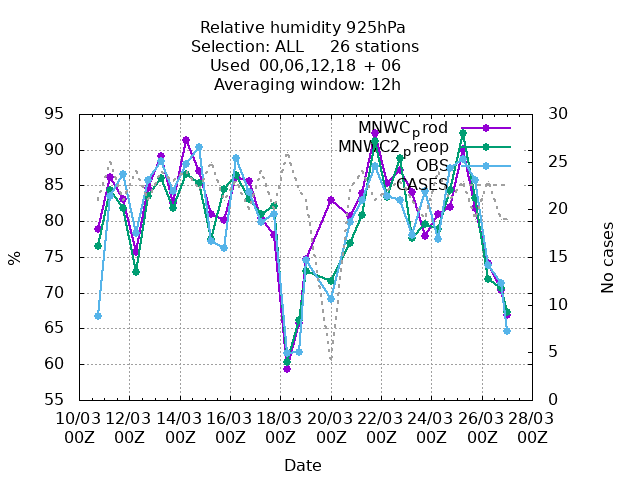 Relative humidity 925hPa
Selection: ALL 26 stations
Used 00,06,12,18 + 06
Averaging window: 12h
95
90
85
80
75
70
65
60
55
%
30
25
20
15
10
5
0
No cases
MNWC_prod
MNWC2_preop
OBS
CASES
10/03 12/03 14/03 16/03 18/03 20/03 22/03 24/03 26/03 28/03
00Z 00Z 00Z 00Z 00Z 00Z 00Z 00Z 00Z 00Z
Date